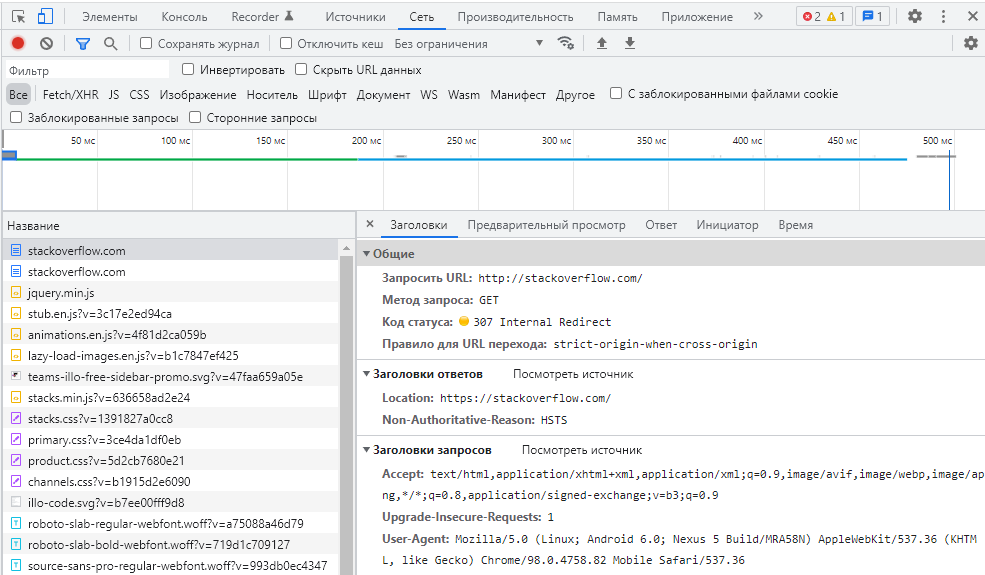 Элементы Консоль Recorder Источники Сеть Производительность Память Приложение » 2 1 1
Сохранять журнал Отключить кеш Без ограничения
Фильтр Инвертировать Скрыть URL данных
Все Fetch/XHR JS CSS Изображение Носитель Шрифт Документ WS Wasm Манифест Другое С заблокированными файлами cookie
Заблокированные запросы Сторонние запросы
50 мс 100 мс 150 мс 200 мс 250 мс 300 мс 350 мс 400 мс 450 мс 500 мс
Название
stackoverflow.com
stackoverflow.com
jquery.min.js
stub.en.js?v=3c17e2ed94ca
animations.en.js?v=4f81d2ca059b
lazy-load-images.en.js?v=b1c7847ef425
teams-illo-free-sidebar-promo.svg?v=47faa659a05e
stacks.min.js?v=636658ad2e24
stacks.css?v=1391827a0cc8
primary.css?v=3ce4da1df0eb
product.css?v=5d2cb7680e21
channels.css?v=b1915d2e6090
illo-code.svg?v=b7ee00fff9d8
roboto-slab-regular-webfont.woff?v=a75088a46d79
roboto-slab-bold-webfont.woff?v=719d1c709127
source-sans-pro-regular-webfont.woff?v=993db0ec4347
Заголовки Предварительный просмотр Ответ Инициатор Время
Общие
Запросить URL: http://stackoverflow.com/
Метод запроса: GET
Код статуса: 307 Internal Redirect
Правило для URL перехода: strict-origin-when-cross-origin
Заголовки ответов Посмотреть источник
Location: https://stackoverflow.com/
Non-Authoritative-Reason: HSTS
Заголовки запросов Посмотреть источник
Accept: text/html,application/xhtml+xml,application/xml;q=0.9,image/avif,image/webp,image/ap
ng,*/*;q=0.8,application/signed-exchange;v=b3;q=0.9
Upgrade-Insecure-Requests: 1
User-Agent: Mozilla/5.0 (Linux; Android 6.0; Nexus 5 Build/MRA58N) AppleWebKit/537.36 (KHTM
L, like Gecko) Chrome/98.0.4758.82 Mobile Safari/537.36